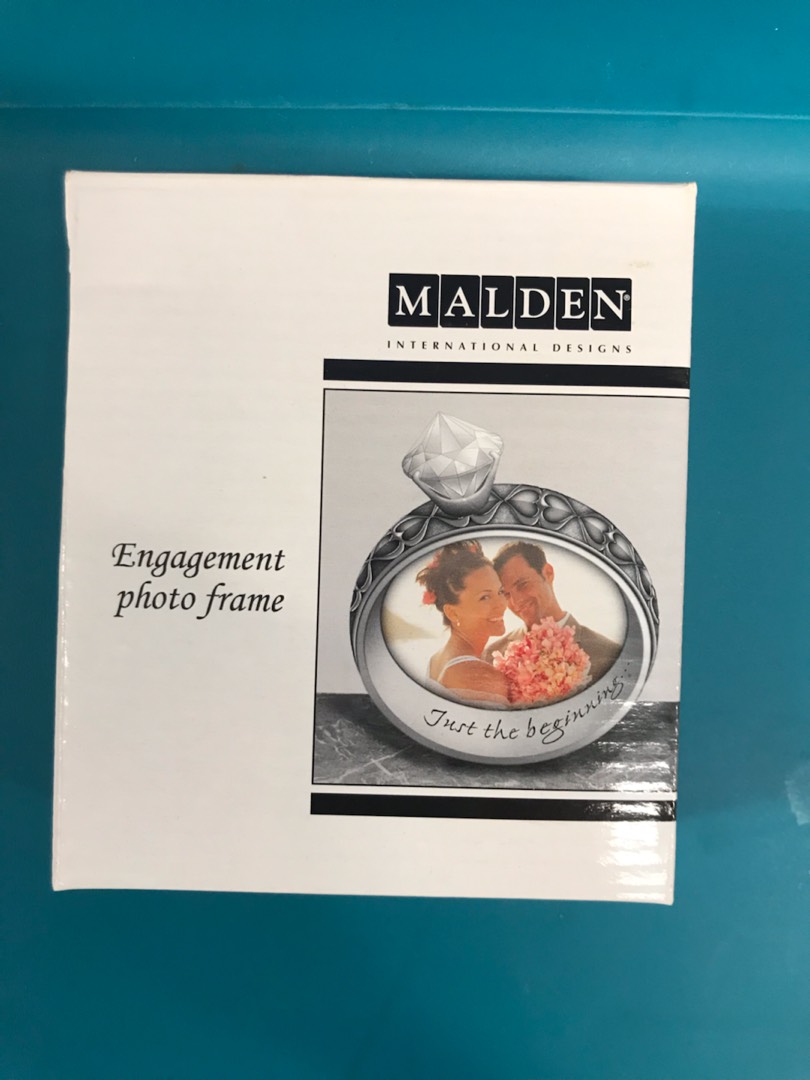 MALDEN®
INTERNATIONAL DESIGNS
Engagement
photo frame
Just the beginning...